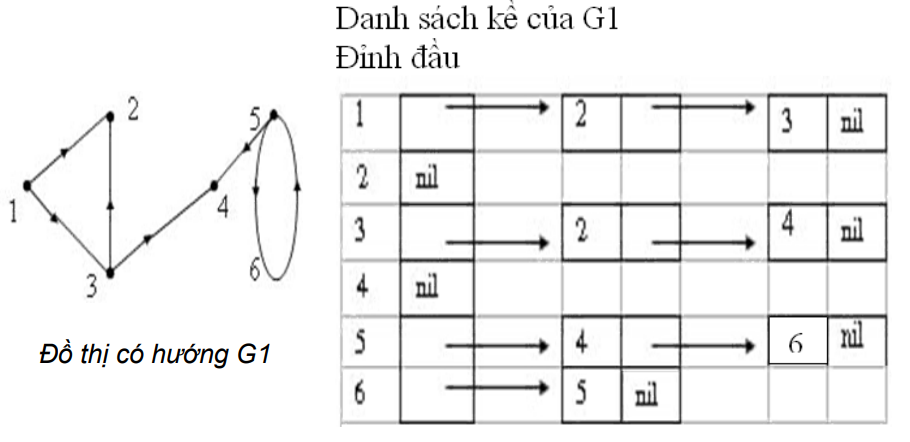 Danh sách kề của G1
Đỉnh đầu
2
5
1
4
3
6
Đồ thị có hướng G1
1 2 3 nil
2 nil
3 2 4 nil
4 nil
5 4 6 nil
6 5 nil